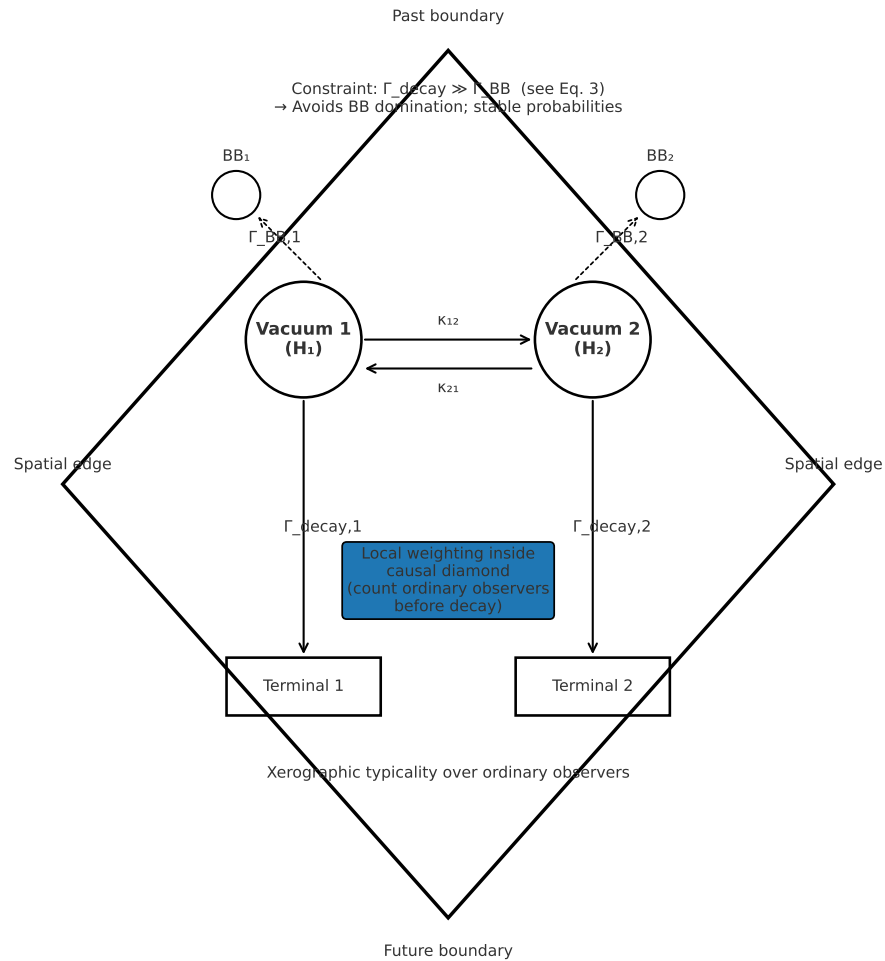 Past boundary
Constraint: Γ_decay ≫ Γ_BB  (see Eq. 3)
→ Avoids BB domination; stable probabilities
BB₁
BB₂
Γ_BB,1
Γ_BB,2
Vacuum 1
(H₁)
κ₁₂
Vacuum 2
(H₂)
κ₂₁
Spatial edge
Spatial edge
Γ_decay,1
Γ_decay,2
Local weighting inside
causal diamond
(count ordinary observers
before decay)
Terminal 1
Terminal 2
Xerographic typicality over ordinary observers
Future boundary